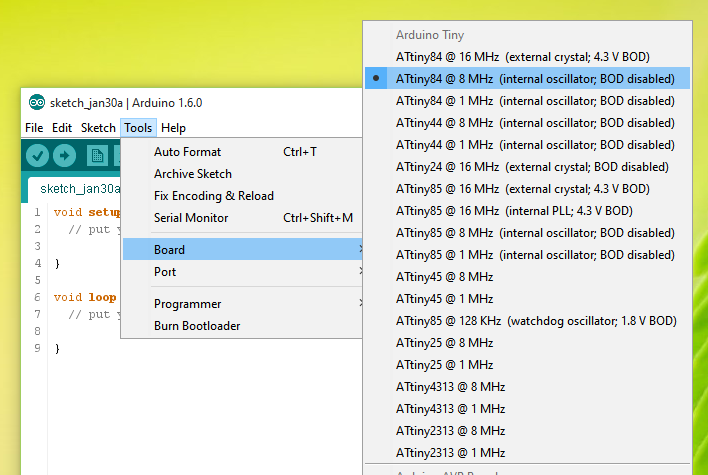 sketch_jan30a | Arduino 1.6.0
File Edit Sketch Tools Help
sketch_jan30a
1 void setup
2 // put y
3
4 }
5
6 void loop
7 // put y
8
9 }
Auto Format Ctrl+T
Archive Sketch
Fix Encoding & Reload
Serial Monitor Ctrl+Shift+M
Board
Port
Programmer
Burn Bootloader
Arduino Tiny
ATtiny84 @ 16 MHz (external crystal; 4.3 V BOD)
ATtiny84 @ 8 MHz (internal oscillator; BOD disabled)
ATtiny84 @ 1 MHz (internal oscillator; BOD disabled)
ATtiny44 @ 8 MHz (internal oscillator; BOD disabled)
ATtiny44 @ 1 MHz (internal oscillator; BOD disabled)
ATtiny24 @ 16 MHz (external crystal; BOD disabled)
ATtiny85 @ 16 MHz (external crystal; 4.3 V BOD)
ATtiny85 @ 16 MHz (internal PLL; 4.3 V BOD)
ATtiny85 @ 8 MHz (internal oscillator; BOD disabled)
ATtiny85 @ 1 MHz (internal oscillator; BOD disabled)
ATtiny45 @ 8 MHz
ATtiny45 @ 1 MHz
ATtiny85 @ 128 KHz (watchdog oscillator; 1.8 V BOD)
ATtiny25 @ 8 MHz
ATtiny25 @ 1 MHz
ATtiny4313 @ 8 MHz
ATtiny4313 @ 1 MHz
ATtiny2313 @ 8 MHz
ATtiny2313 @ 1 MHz